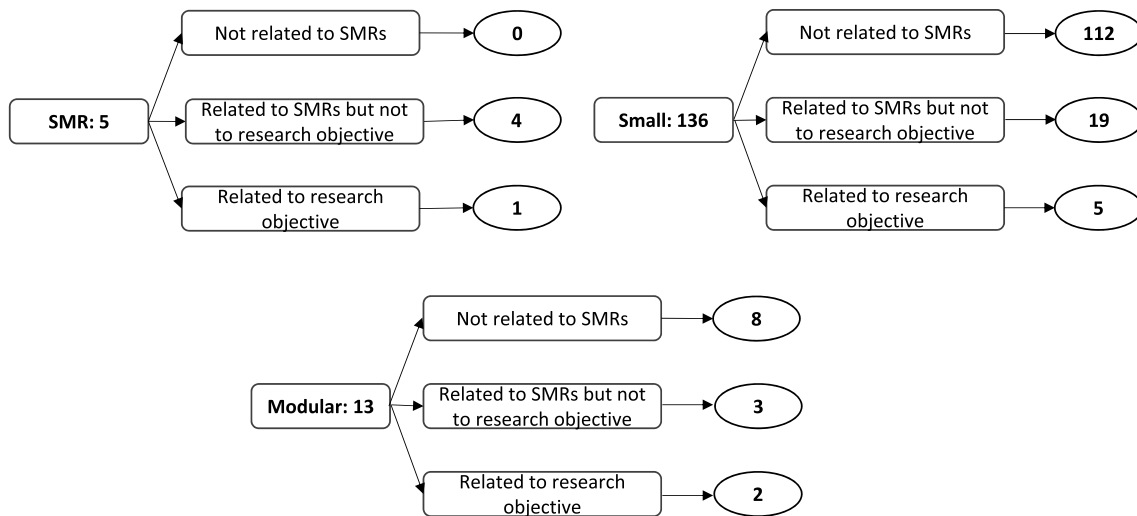 SMR: 5
Not related to SMRs
0
Related to SMRs but not
to research objective
4
Related to research
objective
1
Small: 136
Not related to SMRs
112
Related to SMRs but not
to research objective
19
Related to research
objective
5
Modular: 13
Not related to SMRs
8
Related to SMRs but not
to research objective
3
Related to research
objective
2